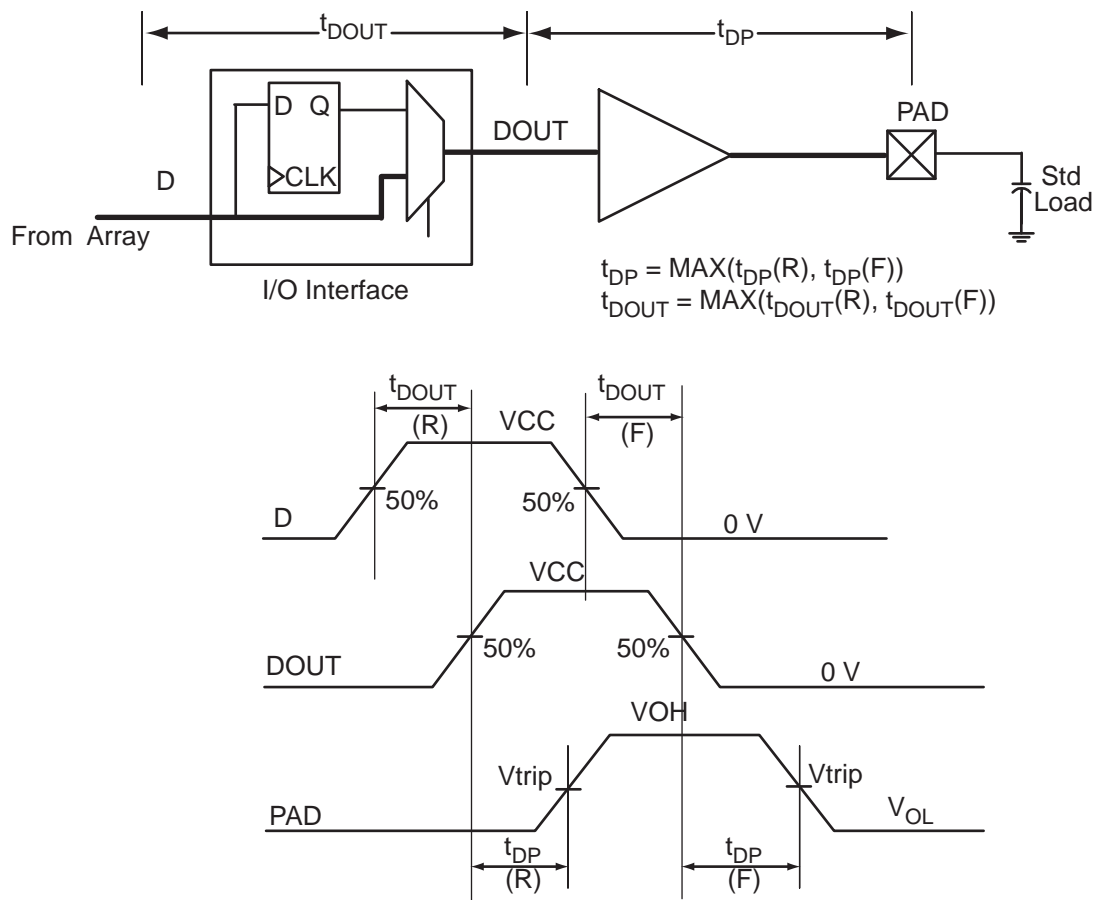 tDOUT
tDP
D Q
CLK
D
From Array
I/O Interface
DOUT
PAD
Std
Load
tDP = MAX(tDP(R), tDP(F))
tDOUT = MAX(tDOUT(R), tDOUT(F))
tDOUT
(R)
tDOUT
(F)
VCC
50%
50%
D
0 V
VCC
50%
50%
DOUT
0 V
VOH
Vtrip
Vtrip
PAD
VOL
tDP
(R)
tDP
(F)